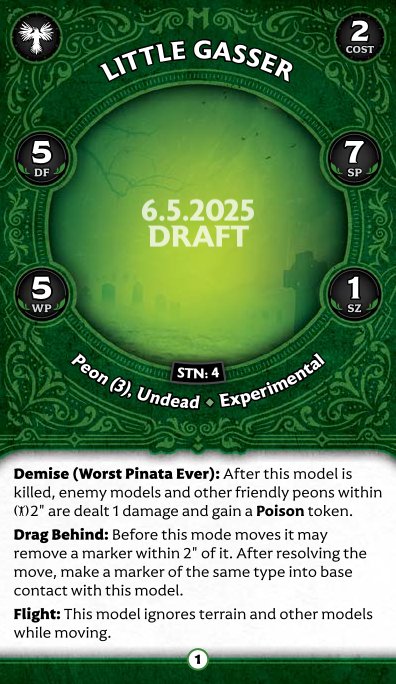 2
COST
LITTLE GASSER
5
DF
7
SP
6.5.2025
DRAFT
5
WP
1
SZ
STN: 4
Peon (3), Undead ◆ Experimental
Demise (Worst Pinata Ever): After this model is
killed, enemy models and other friendly peons within
2" are dealt 1 damage and gain a Poison token.
Drag Behind: Before this mode moves it may
remove a marker within 2" of it. After resolving the
move, make a marker of the same type into base
contact with this model.
Flight: This model ignores terrain and other models
while moving.
1